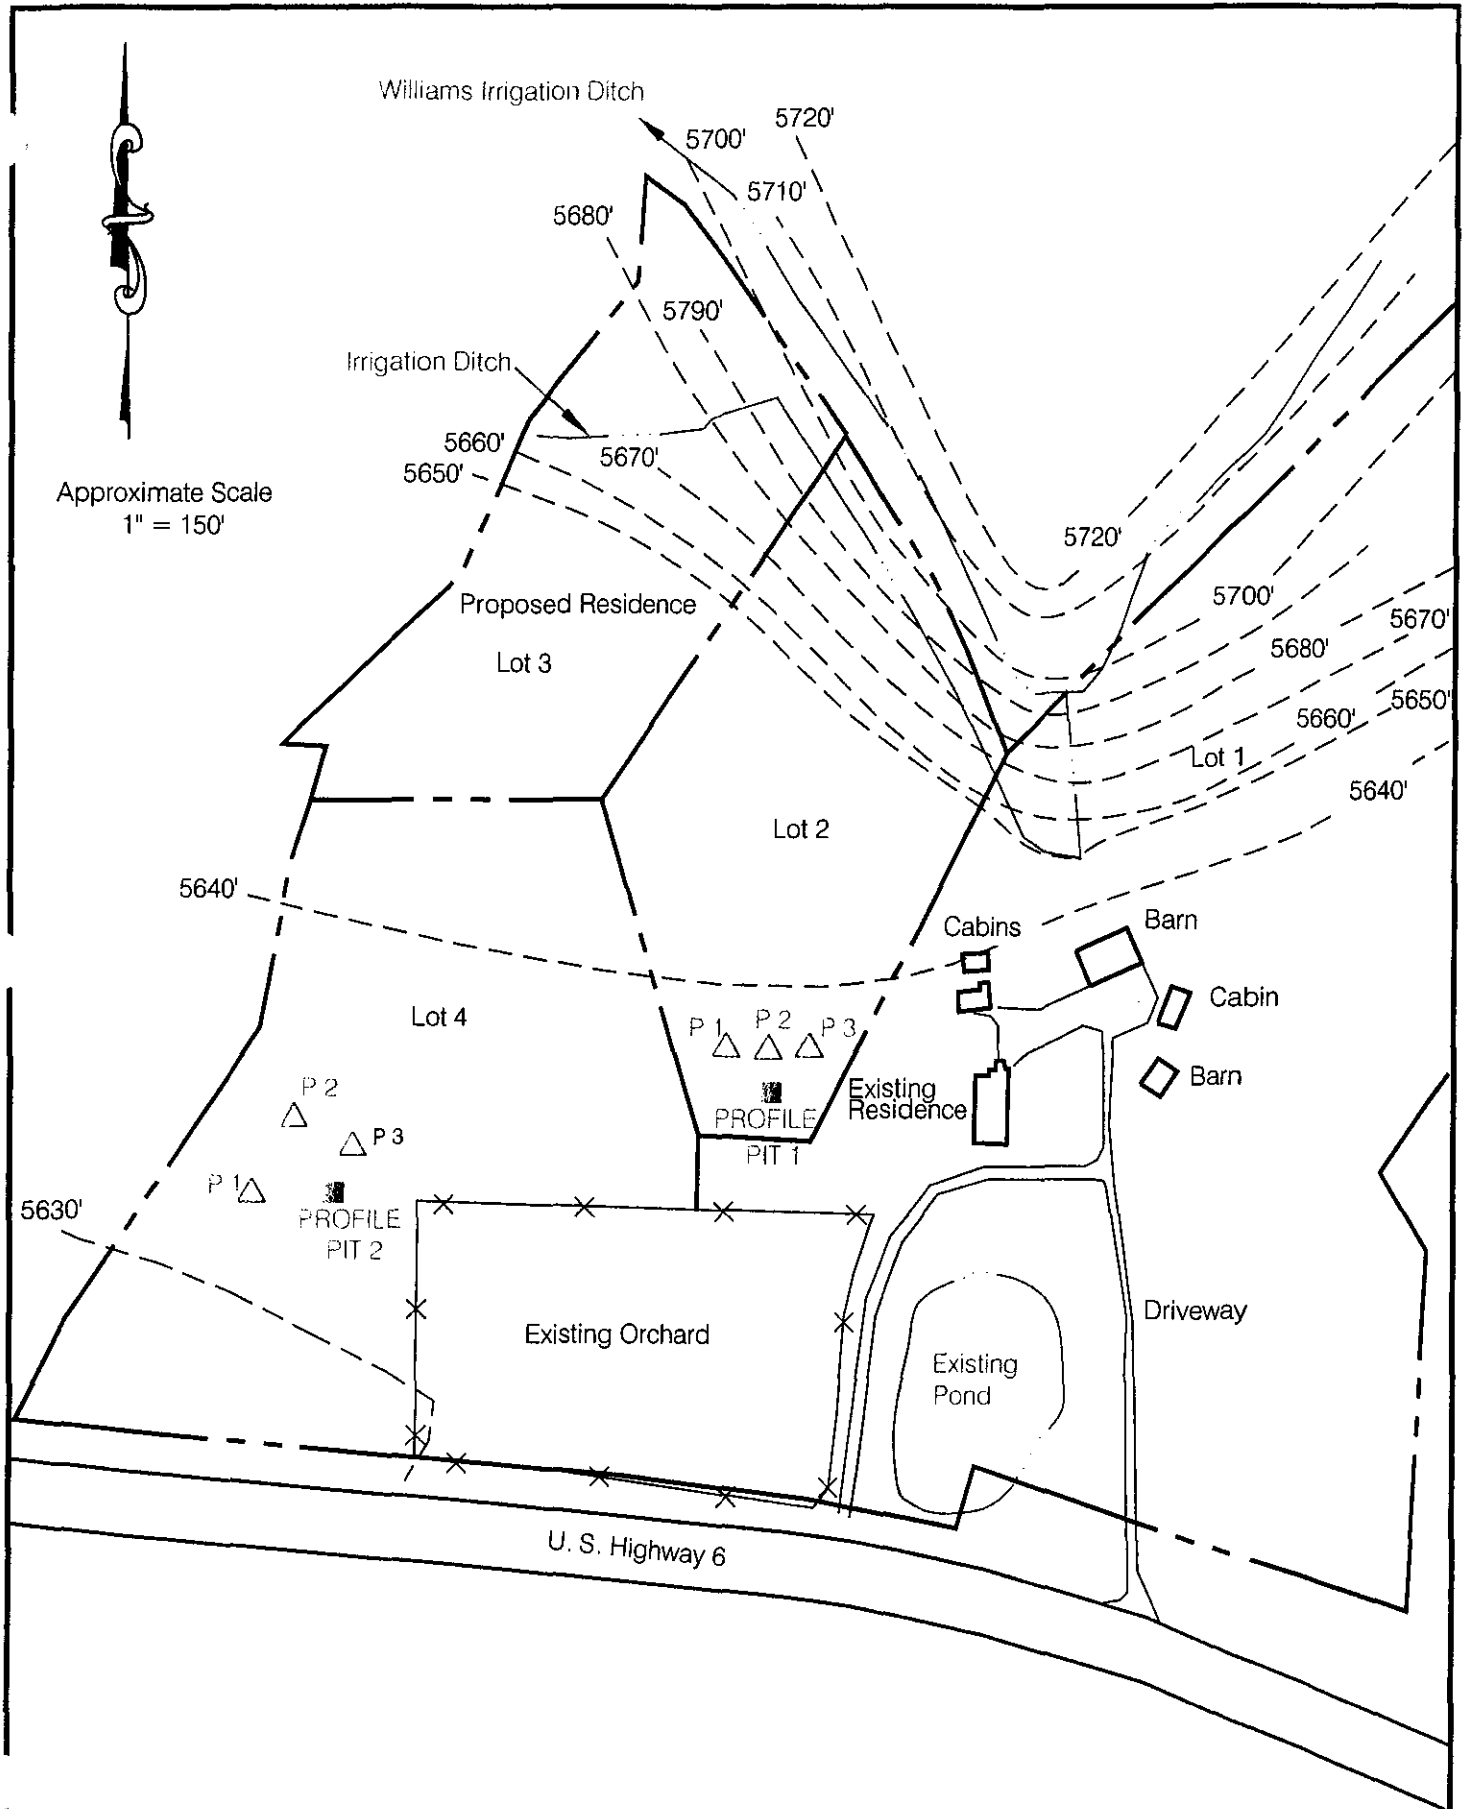 Williams Irrigation Ditch
5720'
5700'
5710'
5680'
5790'
Irrigation Ditch
5660'
5670'
5650'
Approximate Scale
1" = 150'
5720'
Proposed Residence
5700'
5670'
Lot 3
5680'
5650'
5660'
Lot 1
5640'
Lot 2
5640'
Cabins
Barn
Cabin
Lot 4
P 1
P 2
P 3
Barn
Existing
Residence
PROFILE
PIT 1
P 2
P 3
P 1
PROFILE
PIT 2
5630'
Driveway
Existing Orchard
Existing
Pond
U. S. Highway 6